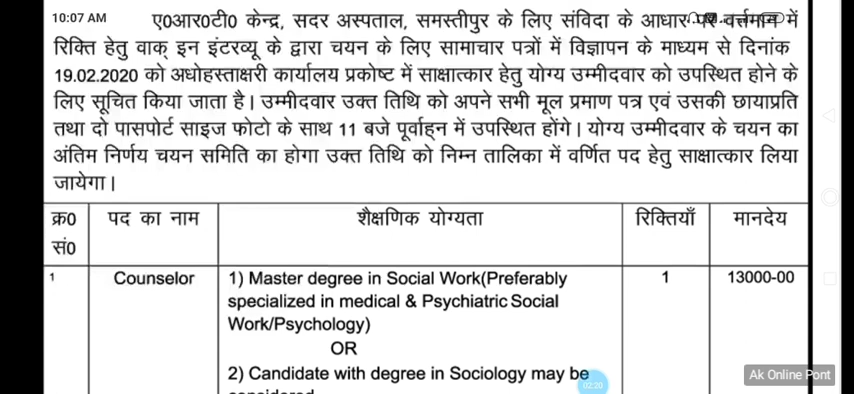 10:07 AM
ए0आर0टी0 केन्द्र, सदर अस्पताल, समस्तीपुर के लिए संविदा के आधार पर वर्त्तमान में
रिक्ति हेतु वाक् इन इंटरव्यू के द्वारा चयन के लिए सामाचार पत्रों में विज्ञापन के माध्यम से दिनांक
19.02.2020 को अधोहस्ताक्षरी कार्यालय प्रकोष्ट में साक्षात्कार हेतु योग्य उम्मीदवार को उपस्थित होने के
लिए सूचित किया जाता है। उम्मीदवार उक्त तिथि को अपने सभी मूल प्रमाण पत्र एवं उसकी छायाप्रति
तथा दो पासपोर्ट साइज फोटो के साथ 11 बजे पूर्वाह्न में उपस्थित होंगे। योग्य उम्मीदवार के चयन का
अंतिम निर्णय चयन समिति का होगा उक्त तिथि को निम्न तालिका में वर्णित पद हेतु साक्षात्कार लिया
जायेगा।
क्र0 पद का नाम शैक्षणिक योग्यता रिक्तियाँ मानदेय
सं0
1 Counselor 1) Master degree in Social Work(Preferably 1 13000-00
specialized in medical & Psychiatric Social
Work/Psychology)
OR
2) Candidate with degree in Sociology may be
02:20
Ak Online Pont